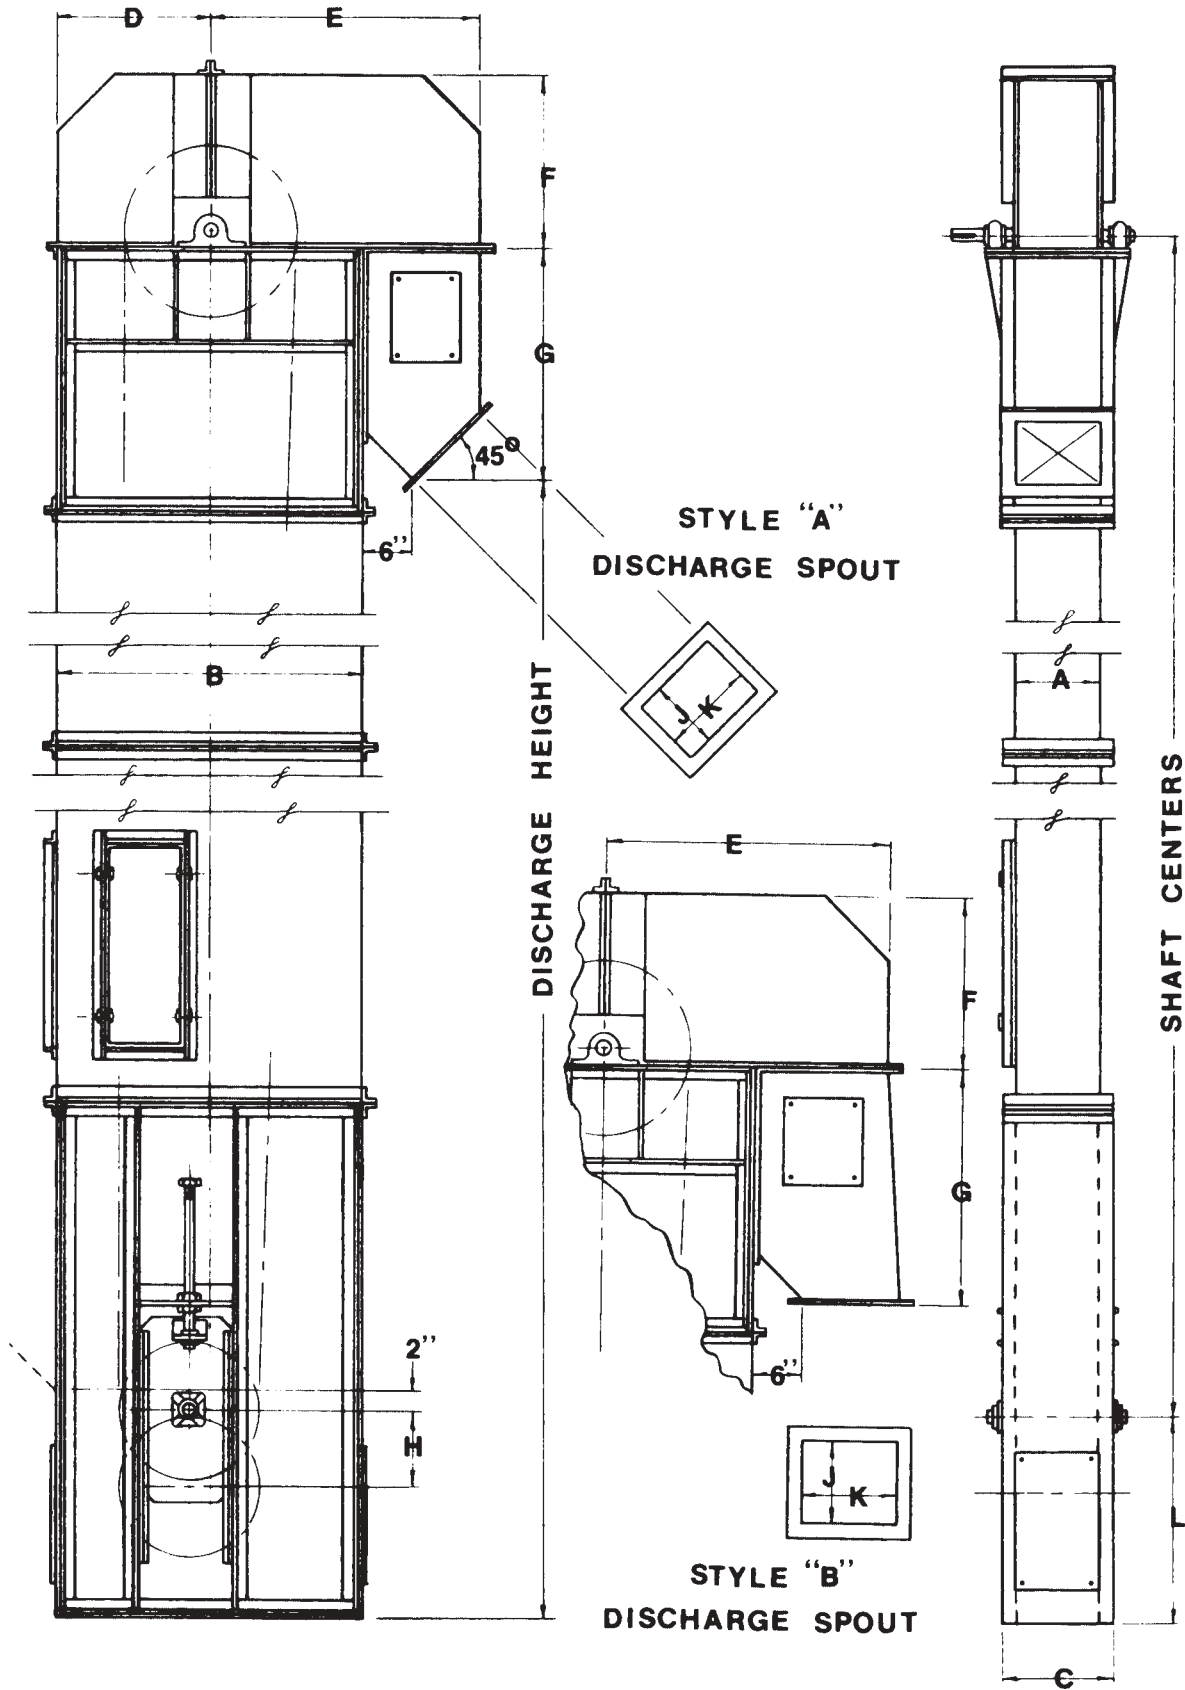 D
E
F
G
45°
6"
STYLE "A"
DISCHARGE SPOUT
B
A
J
K
DISCHARGE HEIGHT
SHAFT CENTERS
E
F
G
6"
2"
H
J
K
L
STYLE "B"
DISCHARGE SPOUT
C